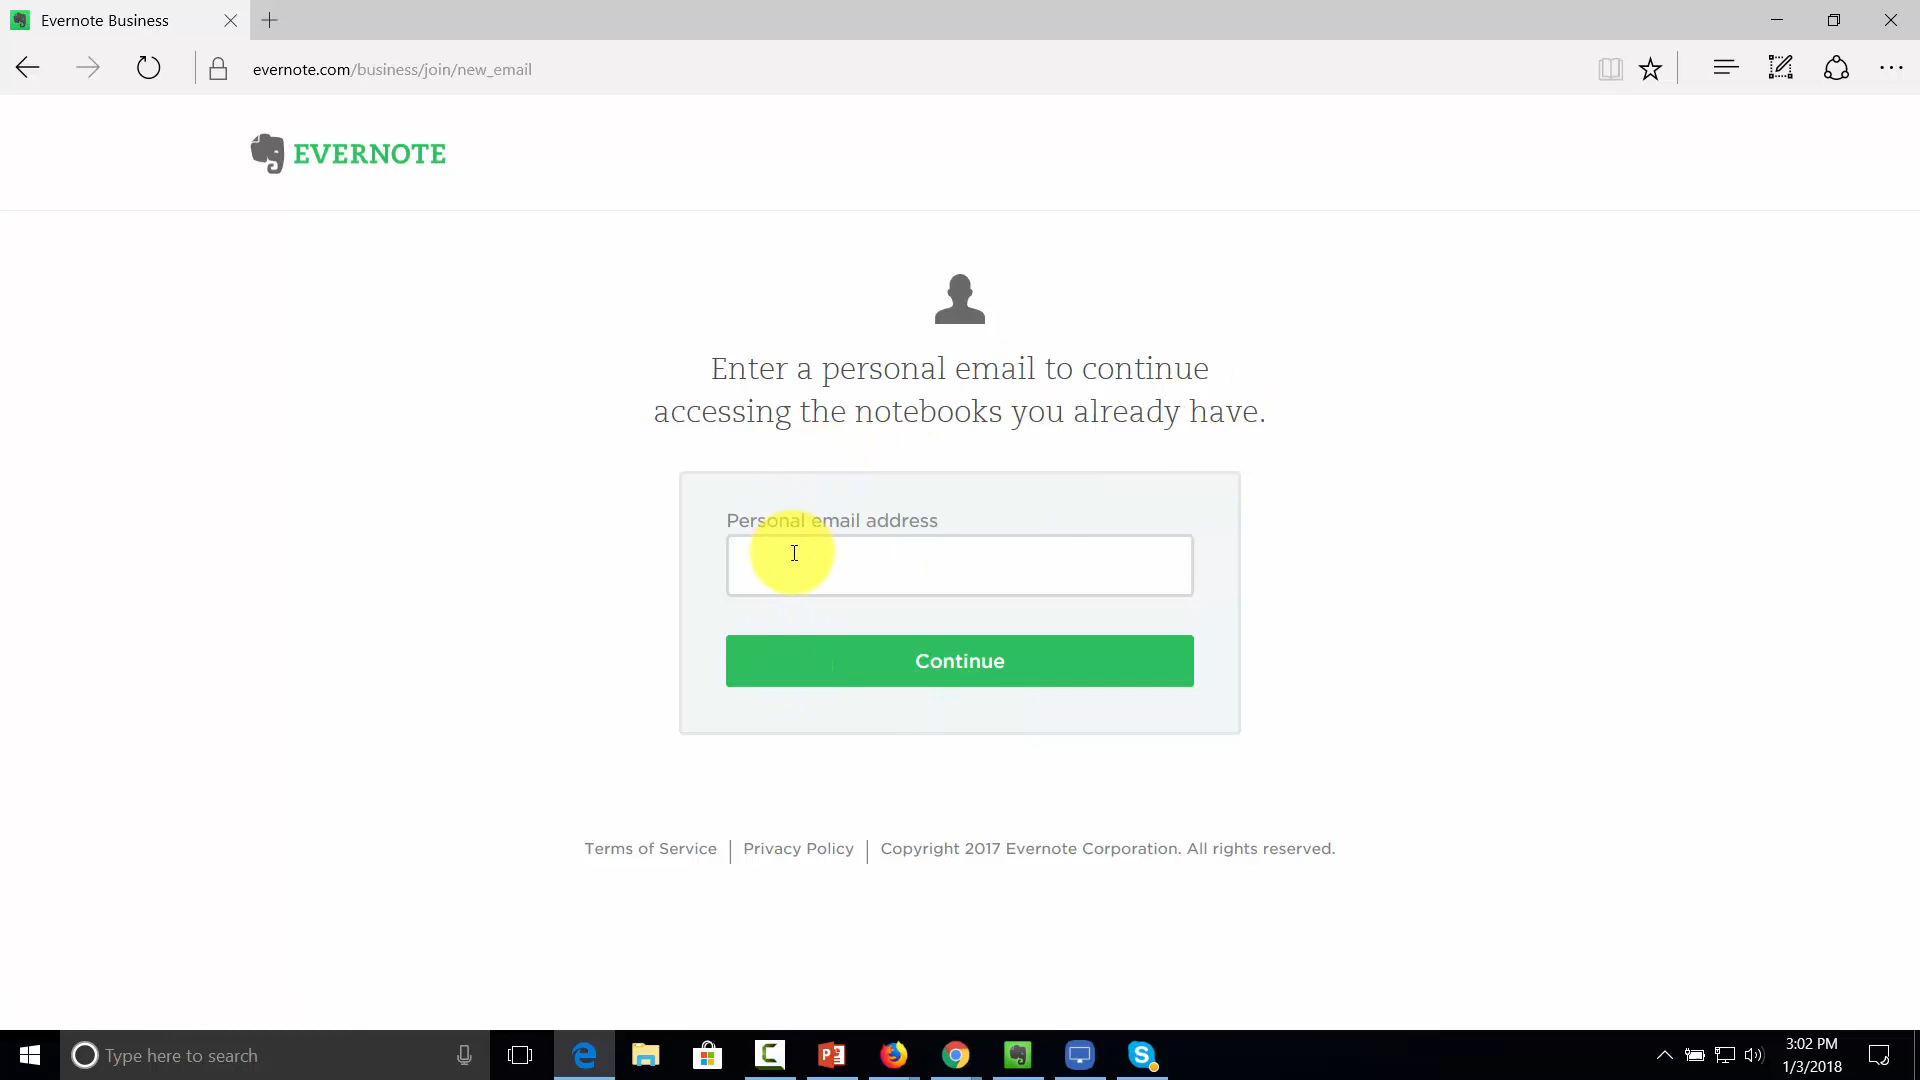 Evernote Business
evernote.com/business/join/new_email
EVERNOTE
Enter a personal email to continue
accessing the notebooks you already have.
Personal email address
Continue
Terms of Service | Privacy Policy | Copyright 2017 Evernote Corporation. All rights reserved.
Type here to search
3:02 PM
1/3/2018